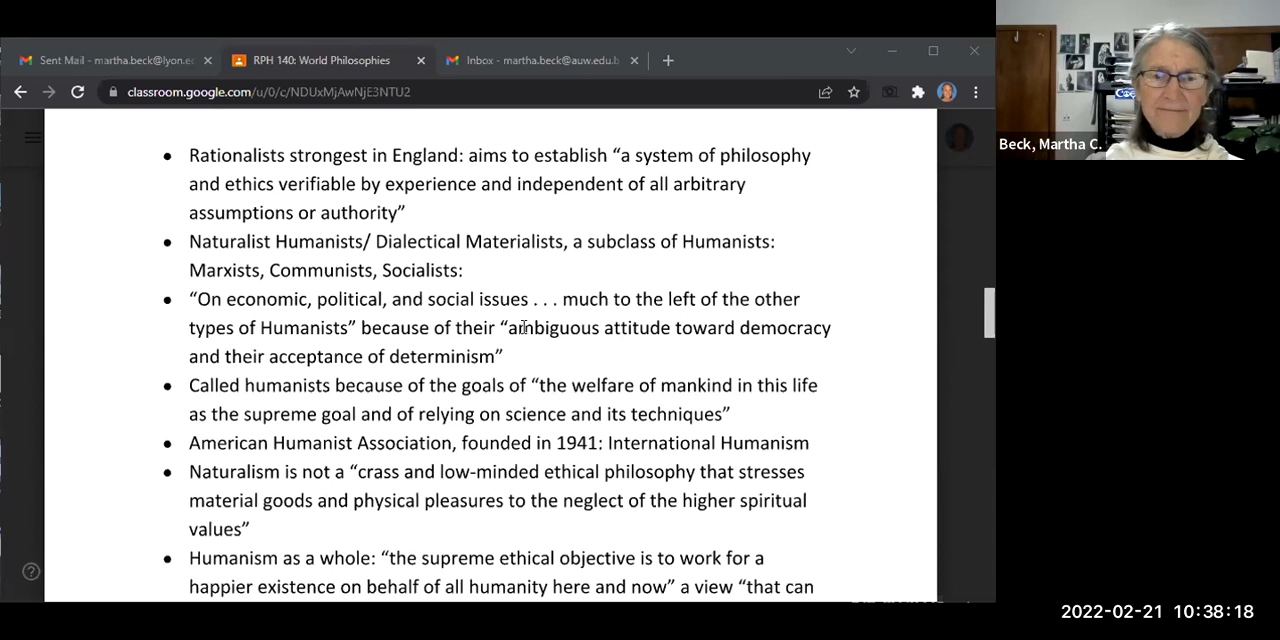 Sent Mail - martha.beck@lyon.ec
RPH 140: World Philosophies
Inbox - martha.beck@auw.edu.b
classroom.google.com/u/0/c/NDUxMjAwNjE3NTU2
• Rationalists strongest in England: aims to establish “a system of philosophy
and ethics verifiable by experience and independent of all arbitrary
assumptions or authority”
• Naturalist Humanists/ Dialectical Materialists, a subclass of Humanists:
Marxists, Communists, Socialists:
• “On economic, political, and social issues . . . much to the left of the other
types of Humanists” because of their “ambiguous attitude toward democracy
and their acceptance of determinism”
• Called humanists because of the goals of “the welfare of mankind in this life
as the supreme goal and of relying on science and its techniques”
• American Humanist Association, founded in 1941: International Humanism
• Naturalism is not a “crass and low-minded ethical philosophy that stresses
material goods and physical pleasures to the neglect of the higher spiritual
values”
• Humanism as a whole: “the supreme ethical objective is to work for a
happier existence on behalf of all humanity here and now” a view “that can
Beck, Martha C.
2022-02-21 10:38:18